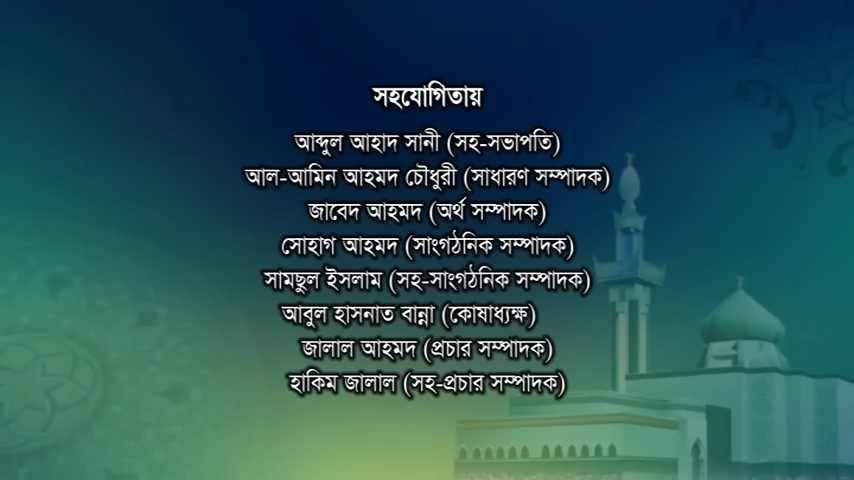 সহযোগিতায়
আব্দুল আহাদ সানী (সহ-সভাপতি)
আল-আমিন আহমদ চৌধুরী (সাধারণ সম্পাদক)
জাবেদ আহমদ (অর্থ সম্পাদক)
সোহাগ আহমদ (সাংগঠনিক সম্পাদক)
সামছুল ইসলাম (সহ-সাংগঠনিক সম্পাদক)
আবুল হাসনাত বান্না (কোষাধ্যক্ষ)
জালাল আহমদ (প্রচার সম্পাদক)
হাকিম জালাল (সহ-প্রচার সম্পাদক)